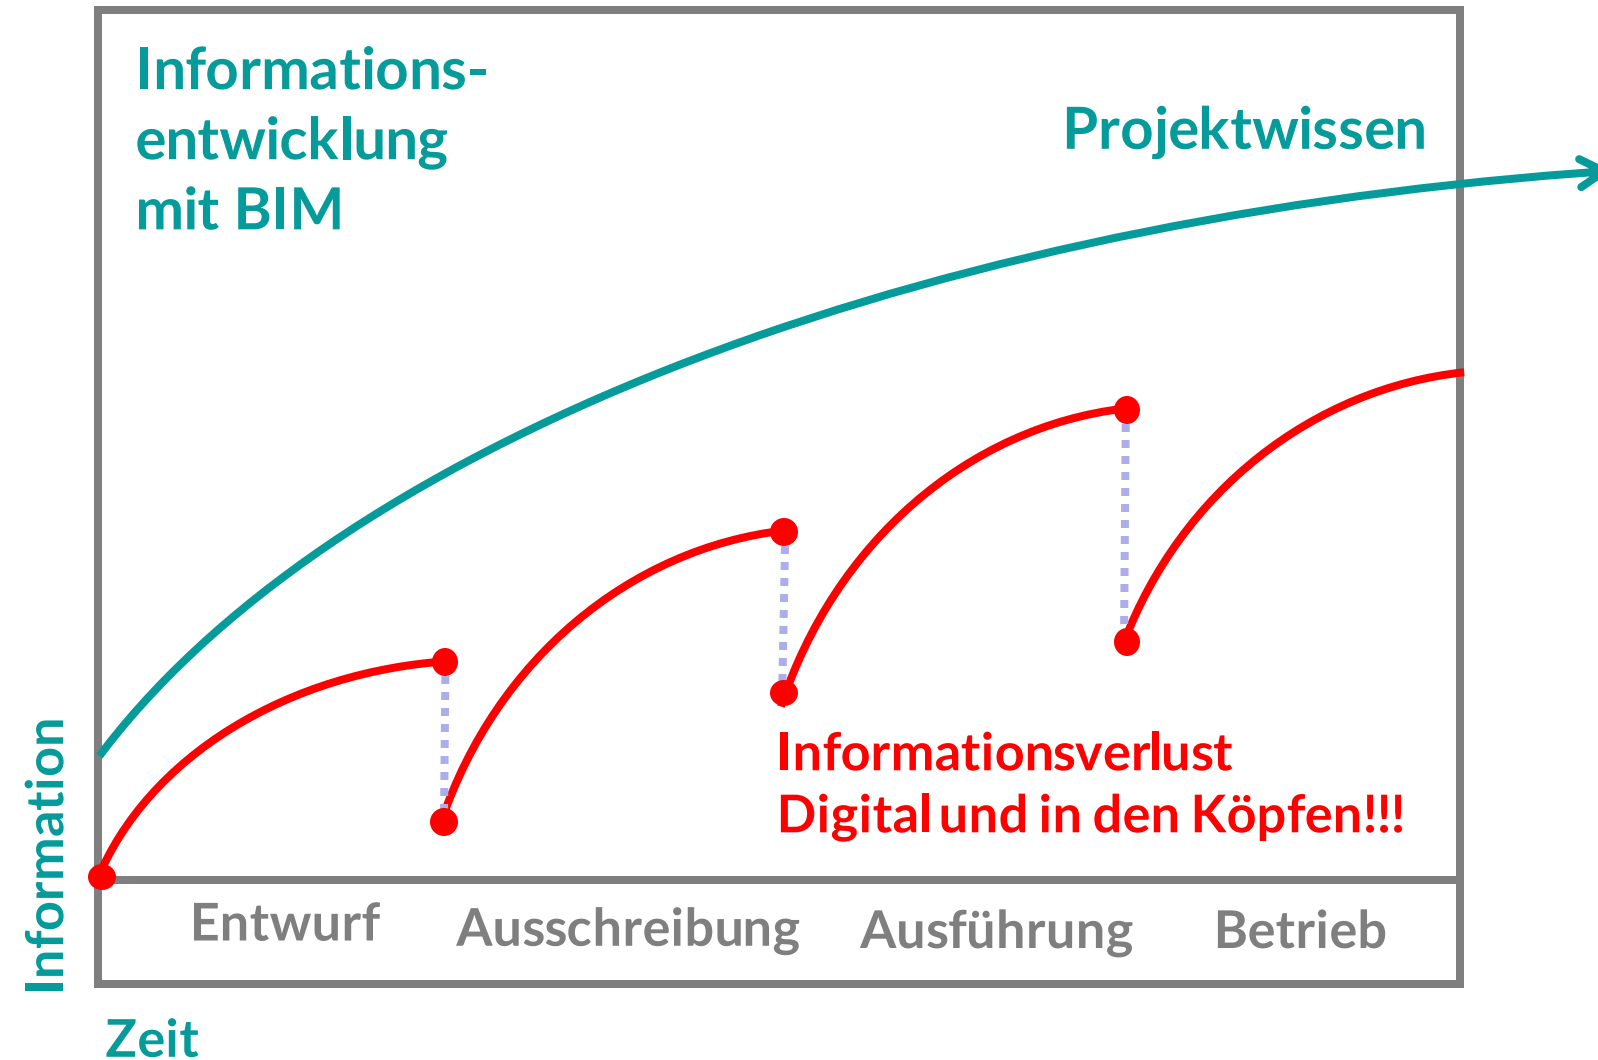 Informations-
entwicklung
mit BIM
Projektwissen
Informationsverlust
Digital und in den Köpfen!!!
Information
Entwurf
Ausschreibung
Ausführung
Betrieb
Zeit